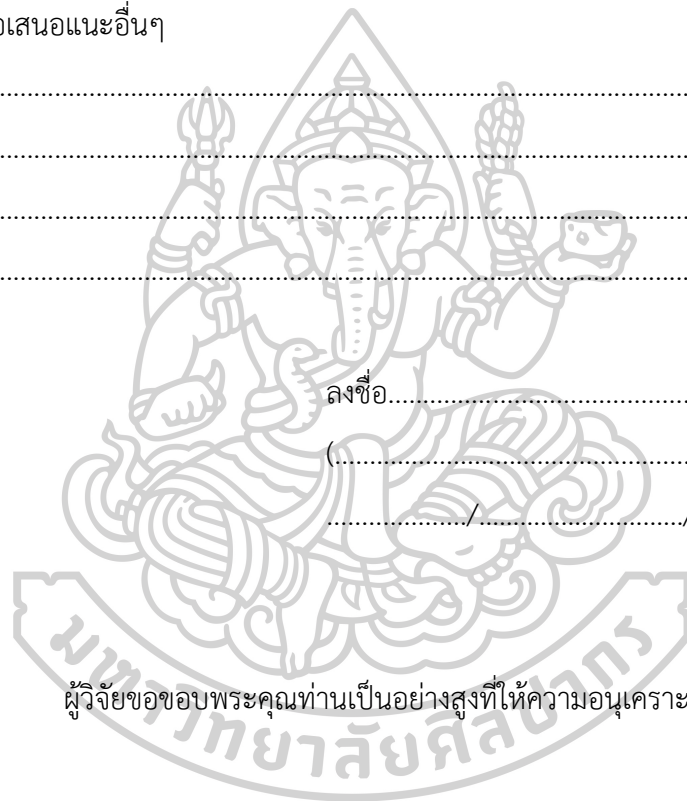 อเสนอแนะอื่นๆ
................................................................................
................................................................................
................................................................................
................................................................................
ลงชื่อ....................................................
(..............................................................
......................../.................................../
ผู้วิจัยขอขอบพระคุณท่านเป็นอย่างสูงที่ให้ความอนุเคราะ
มหาวิทยาลัยศิลปากร